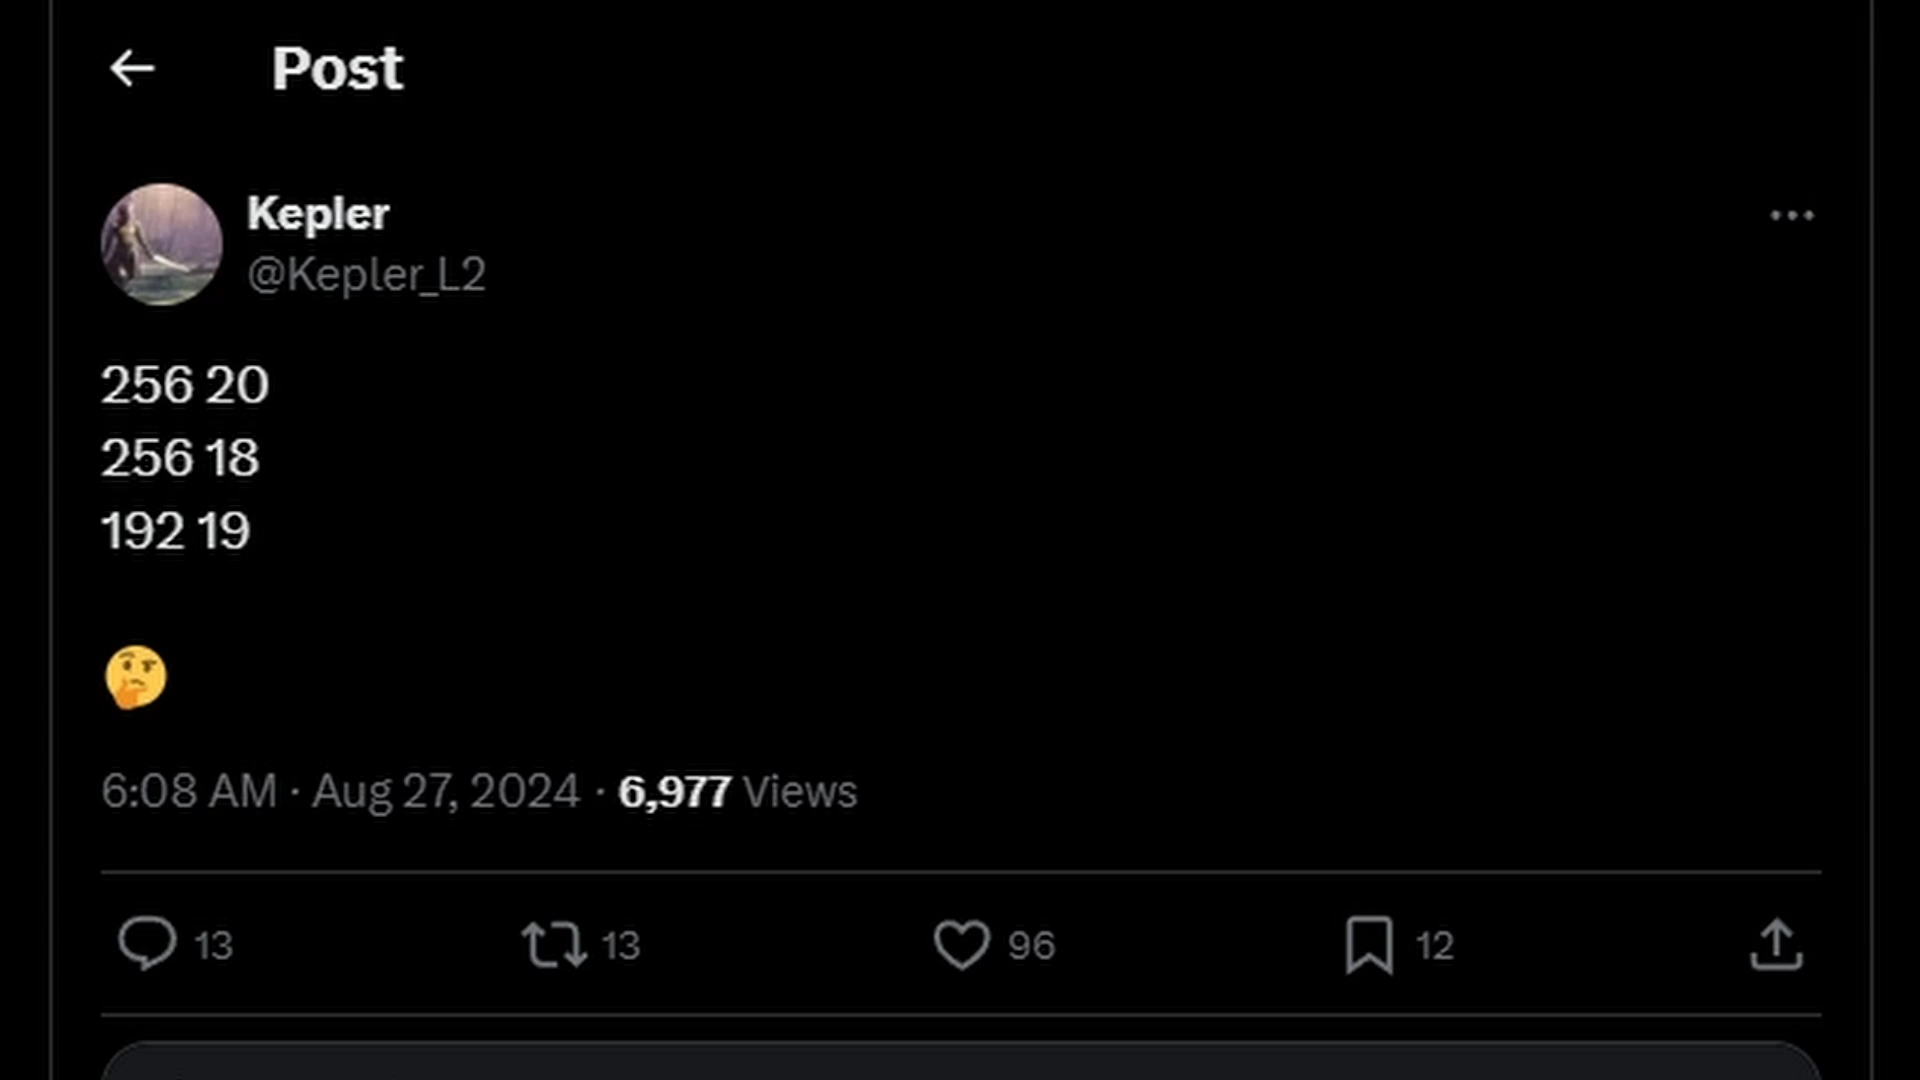 Post
Kepler
@Kepler_L2
256 20
256 18
192 19
🤔
6:08 AM · Aug 27, 2024 · 6,977 Views
13 13 96 12